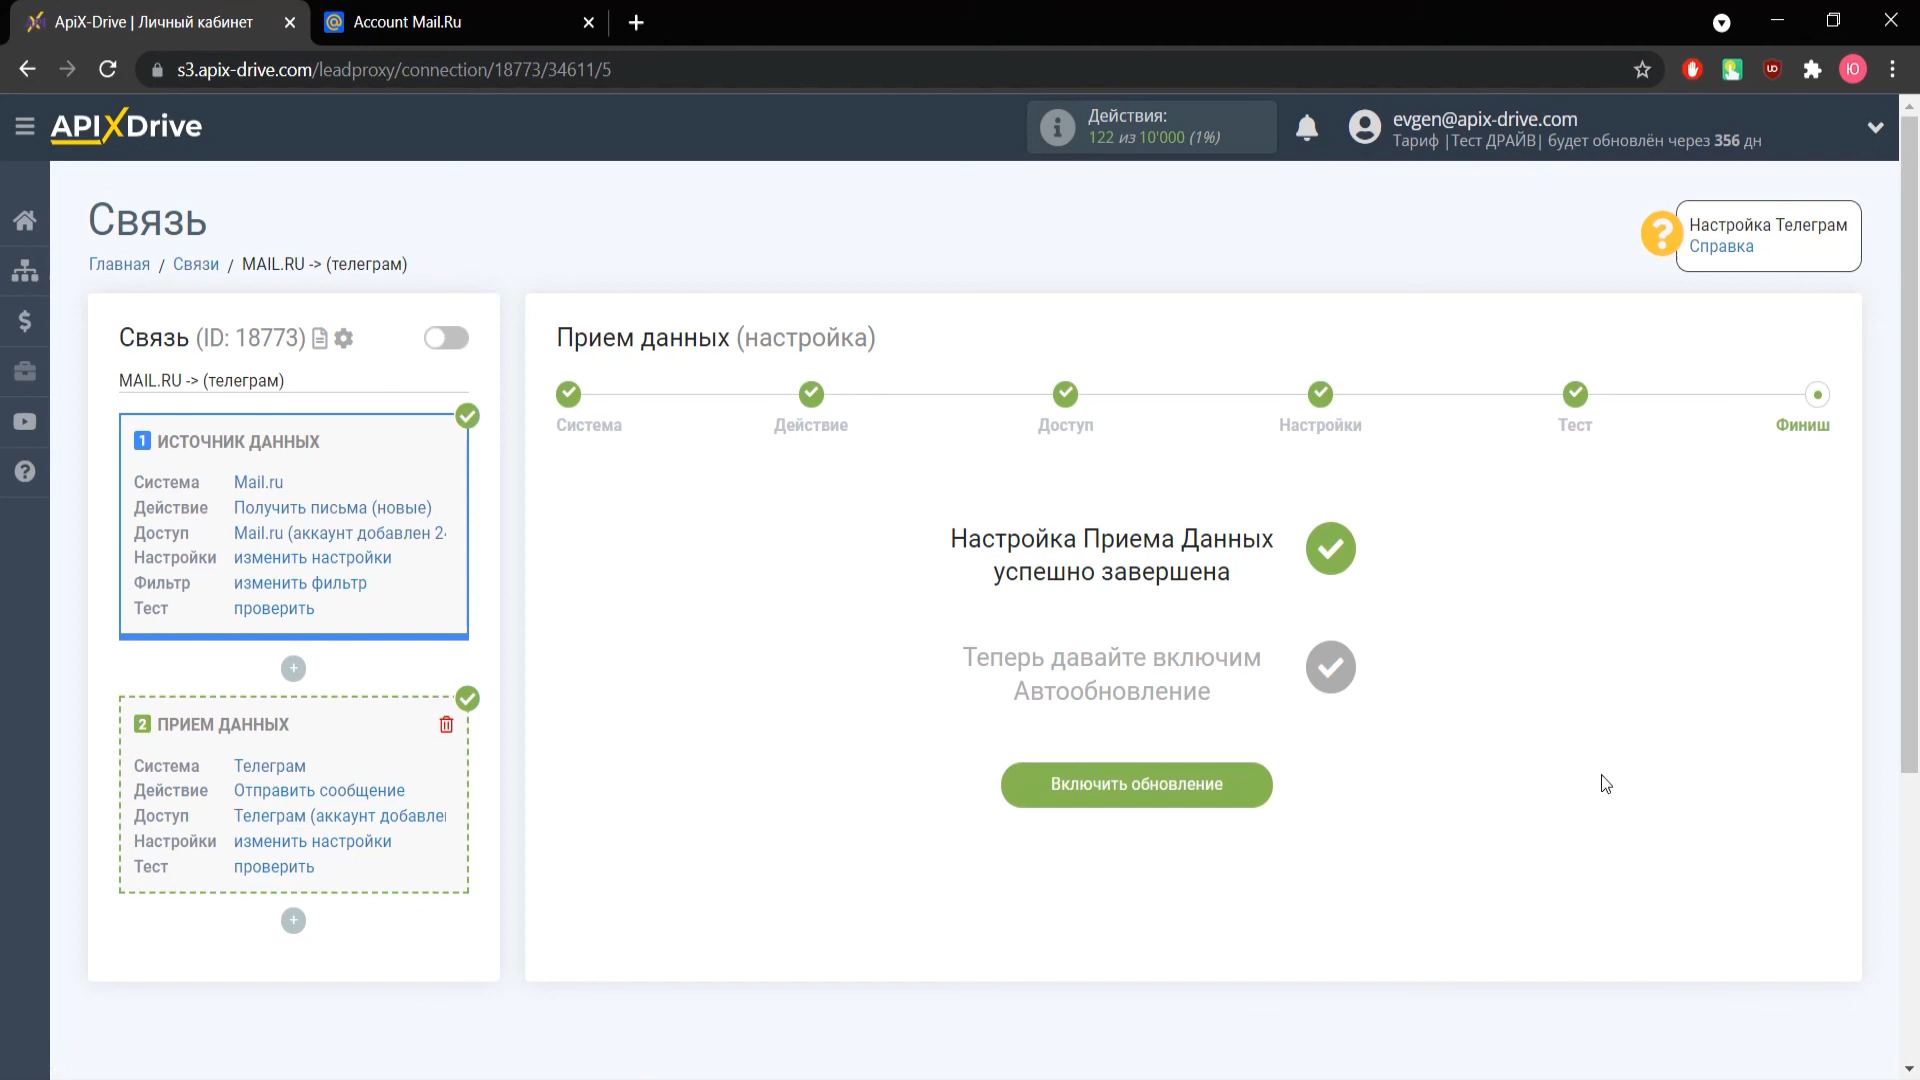 ApiX-Drive | Личный кабинет
Account Mail.Ru
s3.apix-drive.com/leadproxy/connection/18773/34611/5
APIXDrive
Действия:
122 из 10'000 (1%)
evgen@apix-drive.com
Тариф |Тест ДРАЙВ| будет обновлён через 356 дн
Связь
Главная / Связи / MAIL.RU -> (телеграм)
Настройка Телеграм
Справка
Связь (ID: 18773)
MAIL.RU -> (телеграм)
1 ИСТОЧНИК ДАННЫХ
Система Mail.ru
Действие Получить письма (новые)
Доступ Mail.ru (аккаунт добавлен 2
Настройки изменить настройки
Фильтр изменить фильтр
Тест проверить
2 ПРИЕМ ДАННЫХ
Система Телеграм
Действие Отправить сообщение
Доступ Телеграм (аккаунт добавле
Настройки изменить настройки
Тест проверить
Прием данных (настройка)
Система
Действие
Доступ
Настройки
Тест
Финиш
Настройка Приема Данных
успешно завершена
Теперь давайте включим
Автообновление
Включить обновление
Ю